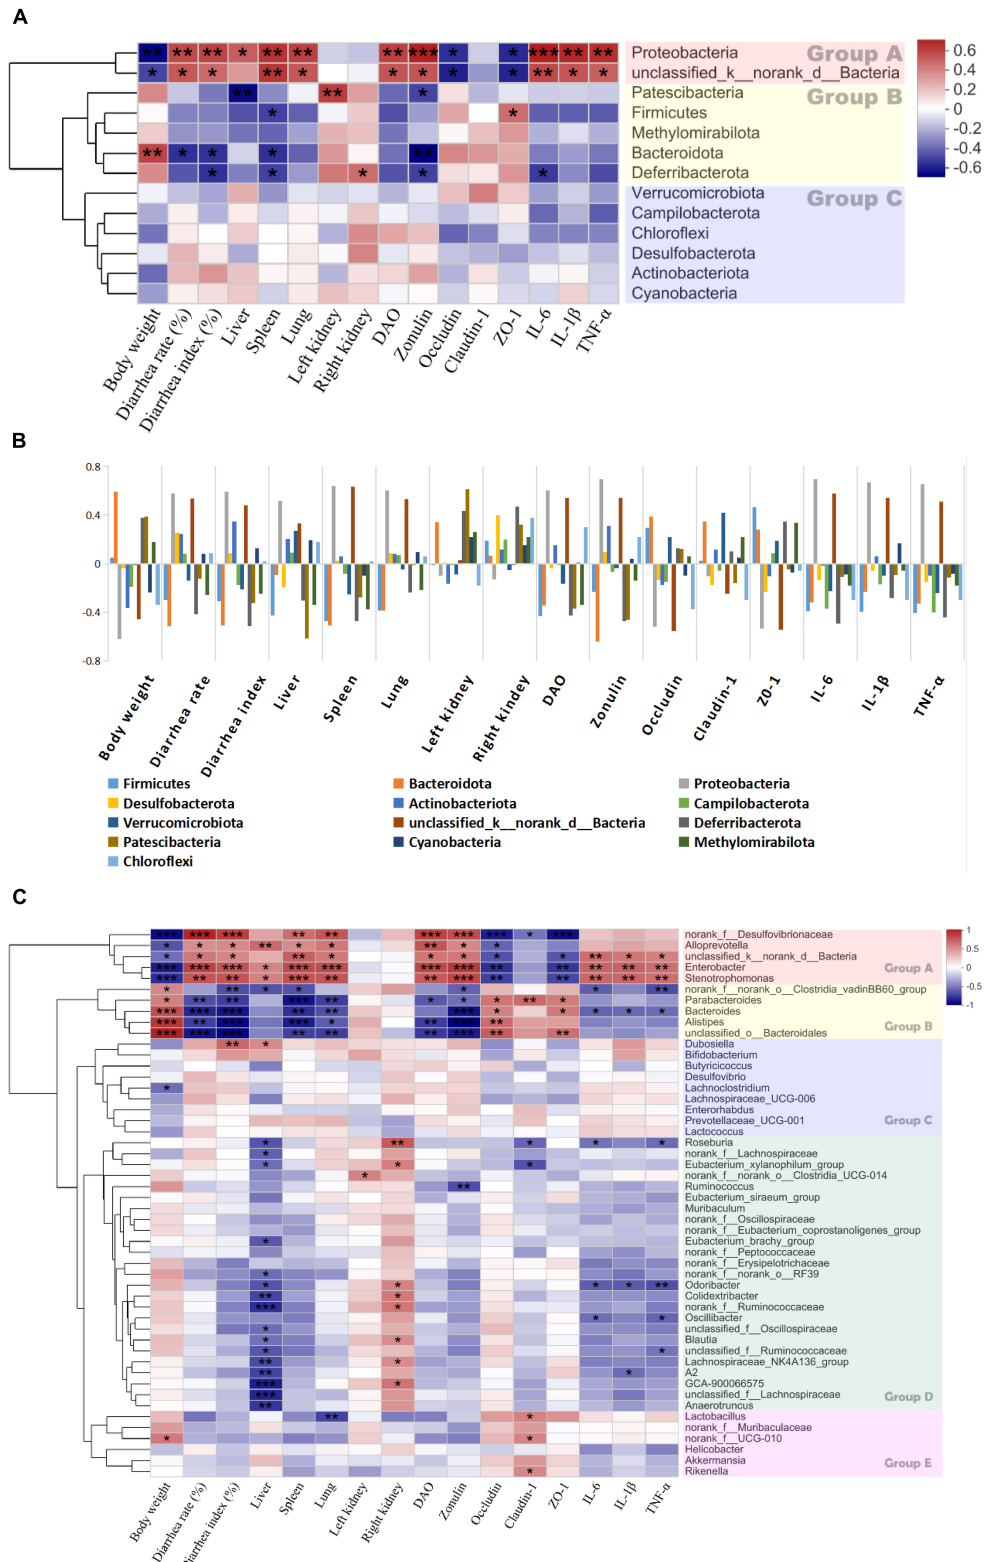 A
Proteobacteria
unclassified_k__norank_d__Bacteria
Group A
Patescibacteria
Firmicutes
Methylomirabilota
Bacteroidota
Deferribacterota
Group B
Verrucomicrobiota
Campilobacterota
Chloroflexi
Desulfobacterota
Actinobacteriota
Cyanobacteria
Group C
0.6
0.4
0.2
0
-0.2
-0.4
-0.6
Body weight
Diarrhea rate (%)
Diarrhea index (%)
Liver
Spleen
Lung
Left kidney
Right kidney
DAO
Zonulin
Occludin
Claudin-1
ZO-1
IL-6
IL-1β
TNF-α
B
0.8
0.4
0
-0.4
-0.8
Body weight
Diarrhea rate
Diarrhea index
Liver
Spleen
Lung
Left kidney
Right kindey
DAO
Zonulin
Occludin
Claudin-1
ZO-1
IL-6
IL-1β
TNF-α
Firmicutes
Bacteroidota
Proteobacteria
Desulfobacterota
Actinobacteriota
Campilobacterota
Verrucomicrobiota
unclassified_k__norank_d__Bacteria
Deferribacterota
Patescibacteria
Cyanobacteria
Methylomirabilota
Chloroflexi
C
norank_f__Desulfovibrionaceae
Alloprevotella
unclassified_k__norank_d__Bacteria
Enterobacter
Stenotrophomonas
Group A
norank_f__norank_o__Clostridia_vadinBB60_group
Parabacteroides
Bacteroides
Alistipes
unclassified_o__Bacteroidales
Group B
Dubosiella
Bifidobacterium
Butyricicoccus
Desulfovibrio
Lachnoclostridium
Lachnospiraceae_UCG-006
Enterorhabdus
Prevotellaceae_UCG-001
Lactococcus
Group C
Roseburia
norank_f__Lachnospiraceae
Eubacterium_xylanophilum_group
norank_f__norank_o__Clostridia_UCG-014
Ruminococcus
Eubacterium_siraeum_group
Muribaculum
norank_f__Oscillospiraceae
norank_f__Eubacterium_coprostanoligenes_group
Eubacterium_brachy_group
norank_f__Peptococcaceae
norank_f__Erysipelotrichaceae
norank_f__norank_o__RF39
Odoribacter
Colidextribacter
norank_f__Ruminococcaceae
Oscillibacter
unclassified_f__Oscillospiraceae
Blautia
unclassified_f__Ruminococcaceae
Lachnospiraceae_NK4A136_group
A2
GCA-900066575
unclassified_f__Lachnospiraceae
Anaerotruncus
Group D
Lactobacillus
norank_f__Muribaculaceae
norank_f__UCG-010
Helicobacter
Akkermansia
Rikenella
Group E
1
0.5
0
-0.5
-1
Body weight
Diarrhea rate (%)
Diarrhea index (%)
Liver
Spleen
Lung
Left kidney
Right kidney
DAO
Zonulin
Occludin
Claudin-1
ZO-1
IL-6
IL-1β
TNF-α